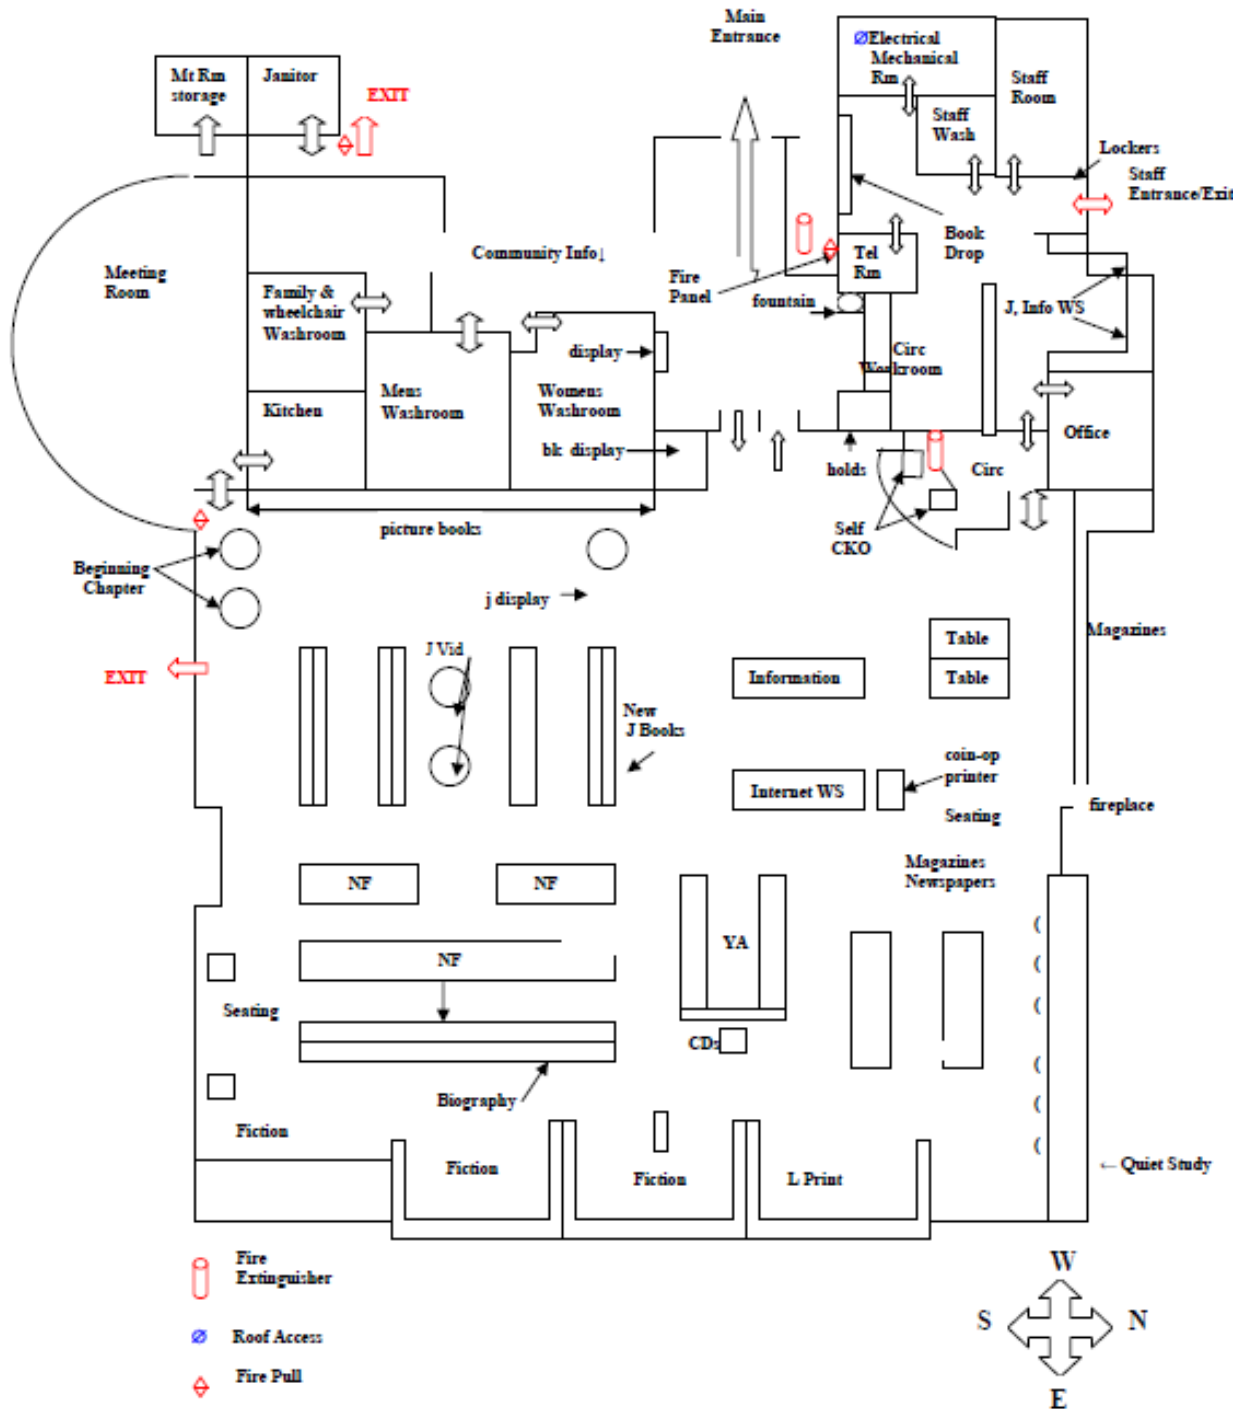 Main
Entrance
Electrical
Mechanical
Rm
Staff
Room
Mt Rm
storage
Janitor
EXIT
Staff
Wash
Lockers
Staff
Entrance/Exit
Community Info↓
Book
Drop
Tel
Rm
Meeting
Room
Family &
wheelchair
Washroom
Fire
Panel
fountain
J, Info WS
display
Circ
Workroom
Mens
Washroom
Womens
Washroom
Kitchen
Office
bk display
holds
Circ
picture books
Self
CKO
Beginning
Chapter
j display
Magazines
Table
Table
EXIT
J Vid
Information
New
J Books
coin-op
printer
Internet WS
fireplace
Seating
Magazines
Newspapers
NF
NF
YA
NF
Seating
CDs
Biography
Fiction
Fiction
Fiction
L Print
← Quiet Study
Fire
Extinguisher
Roof Access
Fire Pull
W
S
N
E